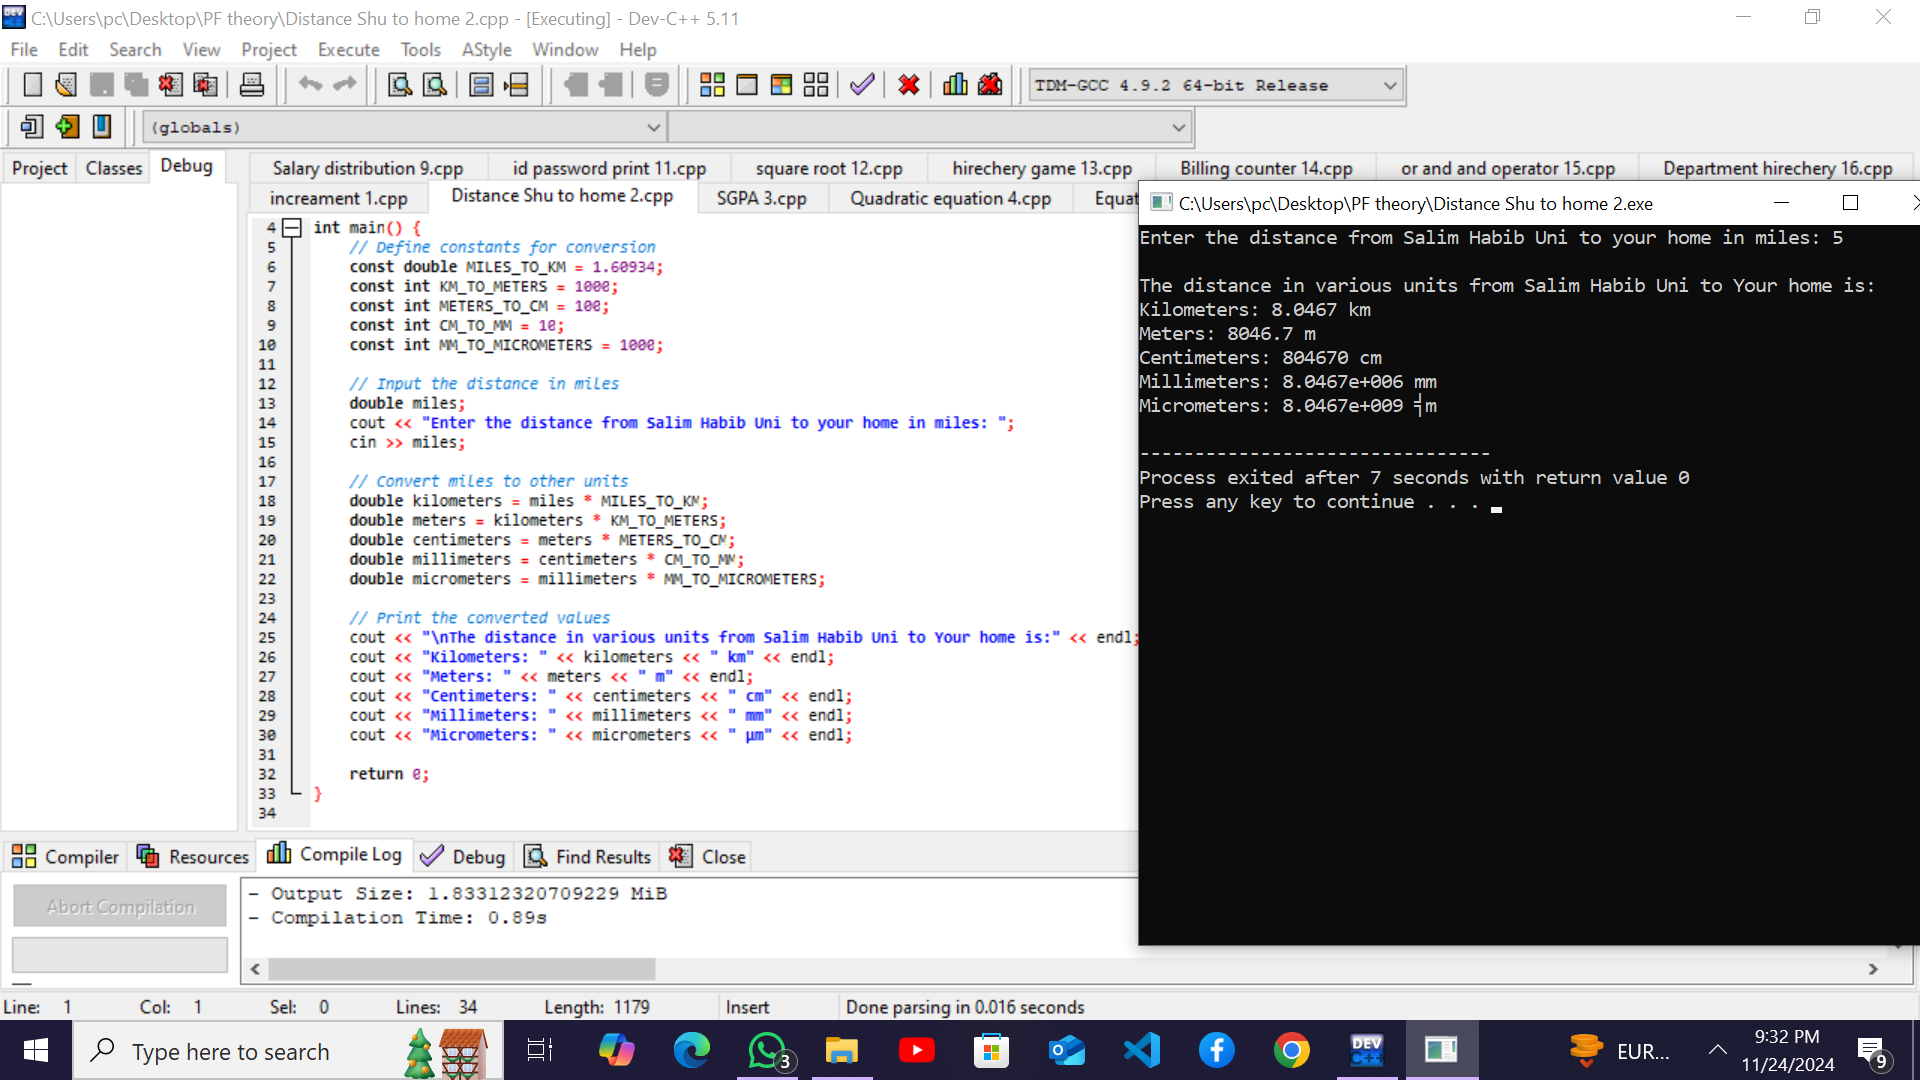 C:\Users\pc\Desktop\PF theory\Distance Shu to home 2.cpp - [Executing] - Dev-C++ 5.11
File Edit Search View Project Execute Tools AStyle Window Help
TDM-GCC 4.9.2 64-bit Release
(globals)
Project Classes Debug
Salary distribution 9.cpp id password print 11.cpp square root 12.cpp hirechery game 13.cpp Billing counter 14.cpp or and and operator 15.cpp Department hirechery 16.cpp
increament 1.cpp Distance Shu to home 2.cpp SGPA 3.cpp Quadratic equation 4.cpp Equat
4 int main() {
5 // Define constants for conversion
6 const double MILES_TO_KM = 1.60934;
7 const int KM_TO_METERS = 1000;
8 const int METERS_TO_CM = 100;
9 const int CM_TO_MM = 10;
10 const int MM_TO_MICROMETERS = 1000;
11
12 // Input the distance in miles
13 double miles;
14 cout << "Enter the distance from Salim Habib Uni to your home in miles: ";
15 cin >> miles;
16
17 // Convert miles to other units
18 double kilometers = miles * MILES_TO_KM;
19 double meters = kilometers * KM_TO_METERS;
20 double centimeters = meters * METERS_TO_CM;
21 double millimeters = centimeters * CM_TO_MM;
22 double micrometers = millimeters * MM_TO_MICROMETERS;
23
24 // Print the converted values
25 cout << "\nThe distance in various units from Salim Habib Uni to Your home is:" << endl;
26 cout << "Kilometers: " << kilometers << " km" << endl;
27 cout << "Meters: " << meters << " m" << endl;
28 cout << "Centimeters: " << centimeters << " cm" << endl;
29 cout << "Millimeters: " << millimeters << " mm" << endl;
30 cout << "Micrometers: " << micrometers << " µm" << endl;
31
32 return 0;
33 }
34
C:\Users\pc\Desktop\PF theory\Distance Shu to home 2.exe
Enter the distance from Salim Habib Uni to your home in miles: 5
The distance in various units from Salim Habib Uni to Your home is:
Kilometers: 8.0467 km
Meters: 8046.7 m
Centimeters: 804670 cm
Millimeters: 8.0467e+006 mm
Micrometers: 8.0467e+009 ╡m
--------------------------------
Process exited after 7 seconds with return value 0
Press any key to continue . . .
Compiler Resources Compile Log Debug Find Results Close
Abort Compilation
- Output Size: 1.83312320709229 MiB
- Compilation Time: 0.89s
Line: 1 Col: 1 Sel: 0 Lines: 34 Length: 1179 Insert Done parsing in 0.016 seconds
Type here to search
3
DEV C++
EUR...
9:32 PM
11/24/2024
9